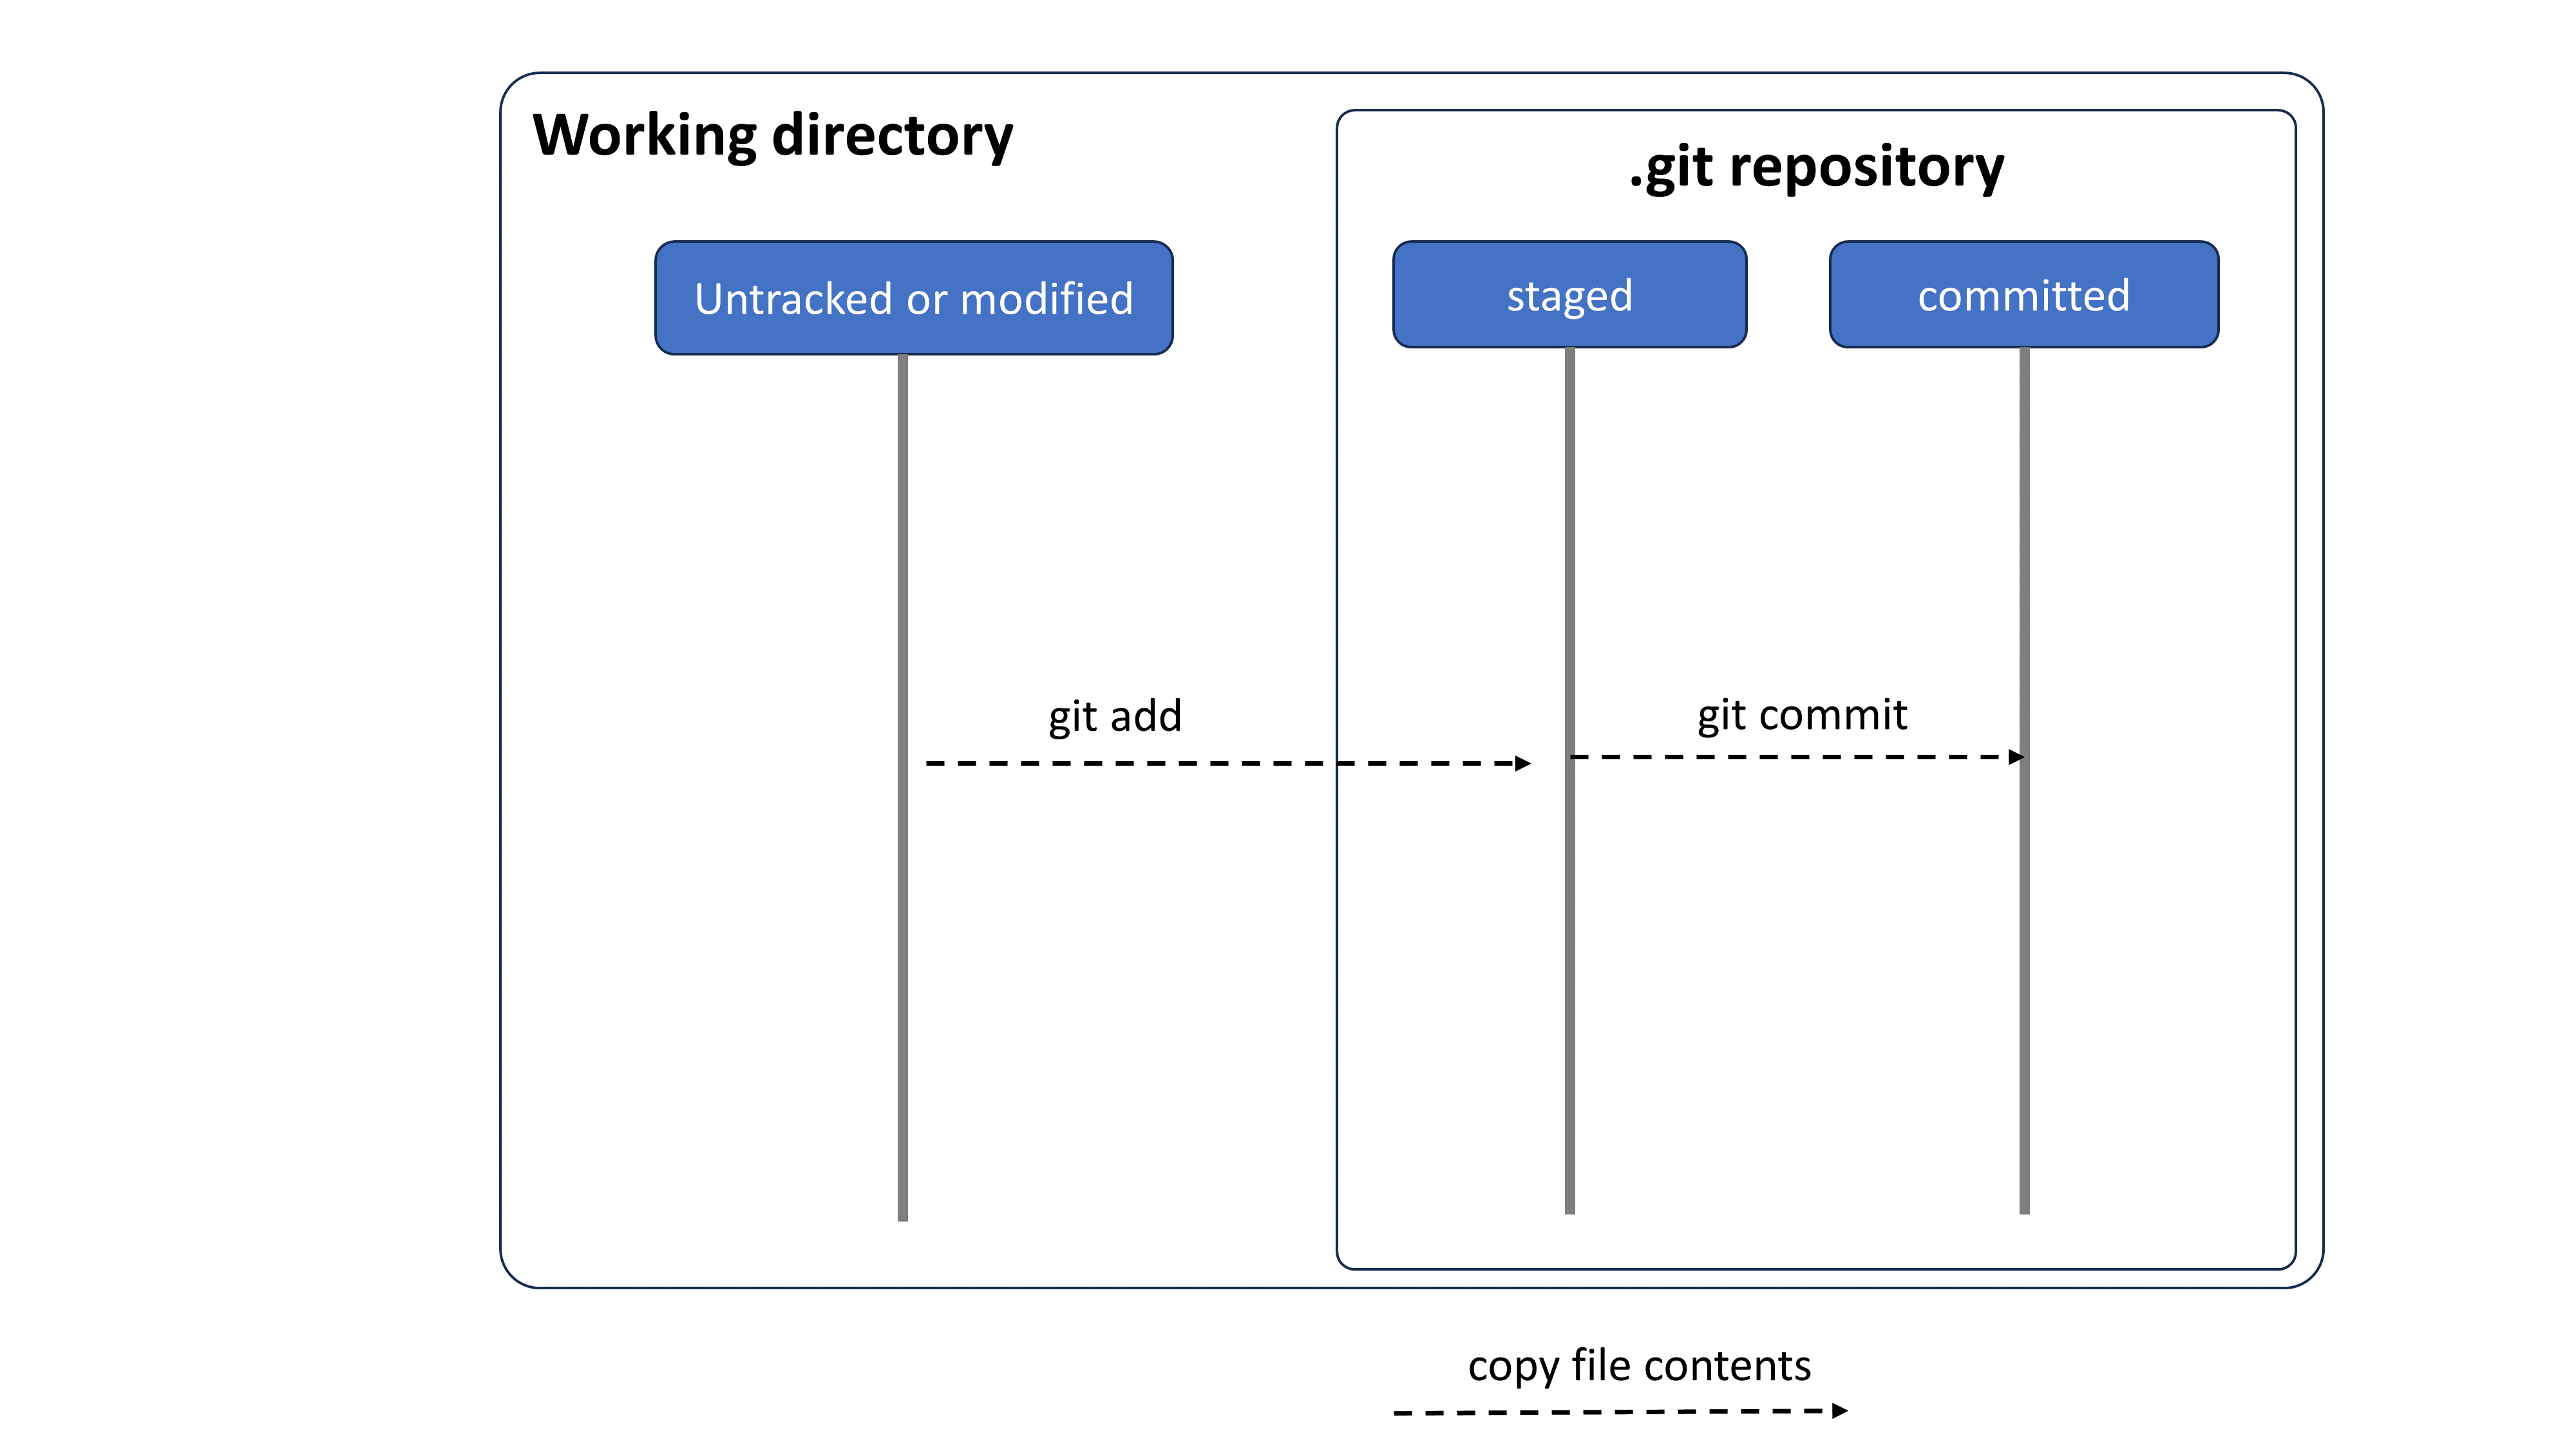 Working directory
.git repository
Untracked or modified
staged
committed
git add
git commit
copy file contents